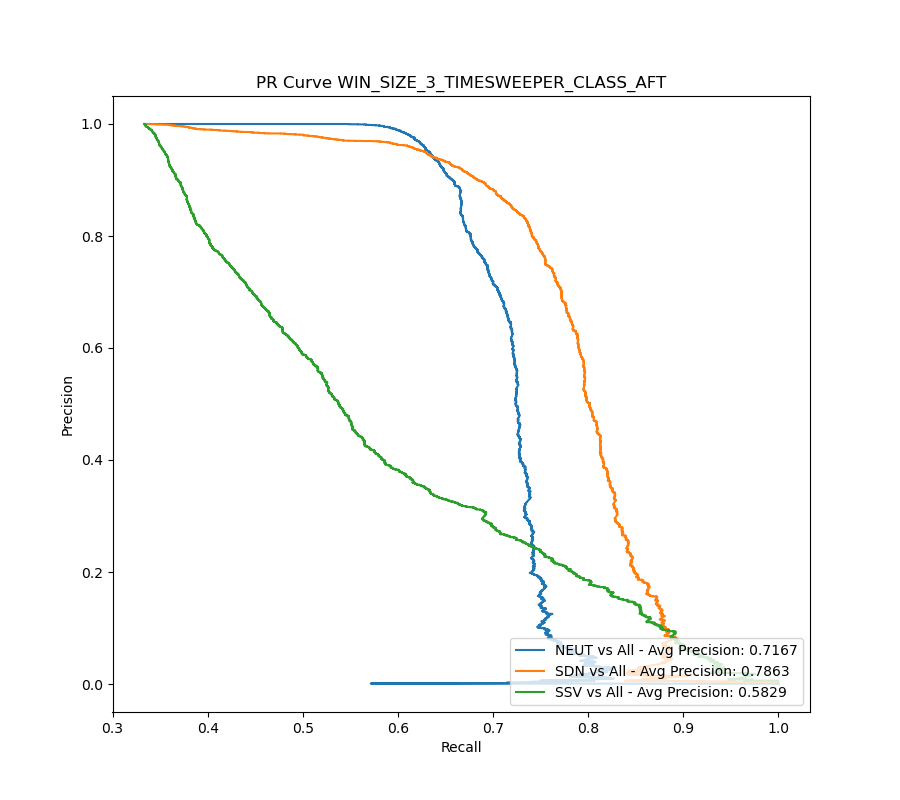 PR Curve WIN_SIZE_3_TIMESWEEPER_CLASS_AFT
Precision
1.0
0.8
0.6
0.4
0.2
0.0
NEUT vs All - Avg Precision: 0.7167
SDN vs All - Avg Precision: 0.7863
SSV vs All - Avg Precision: 0.5829
0.3 0.4 0.5 0.6 0.7 0.8 0.9 1.0
Recall